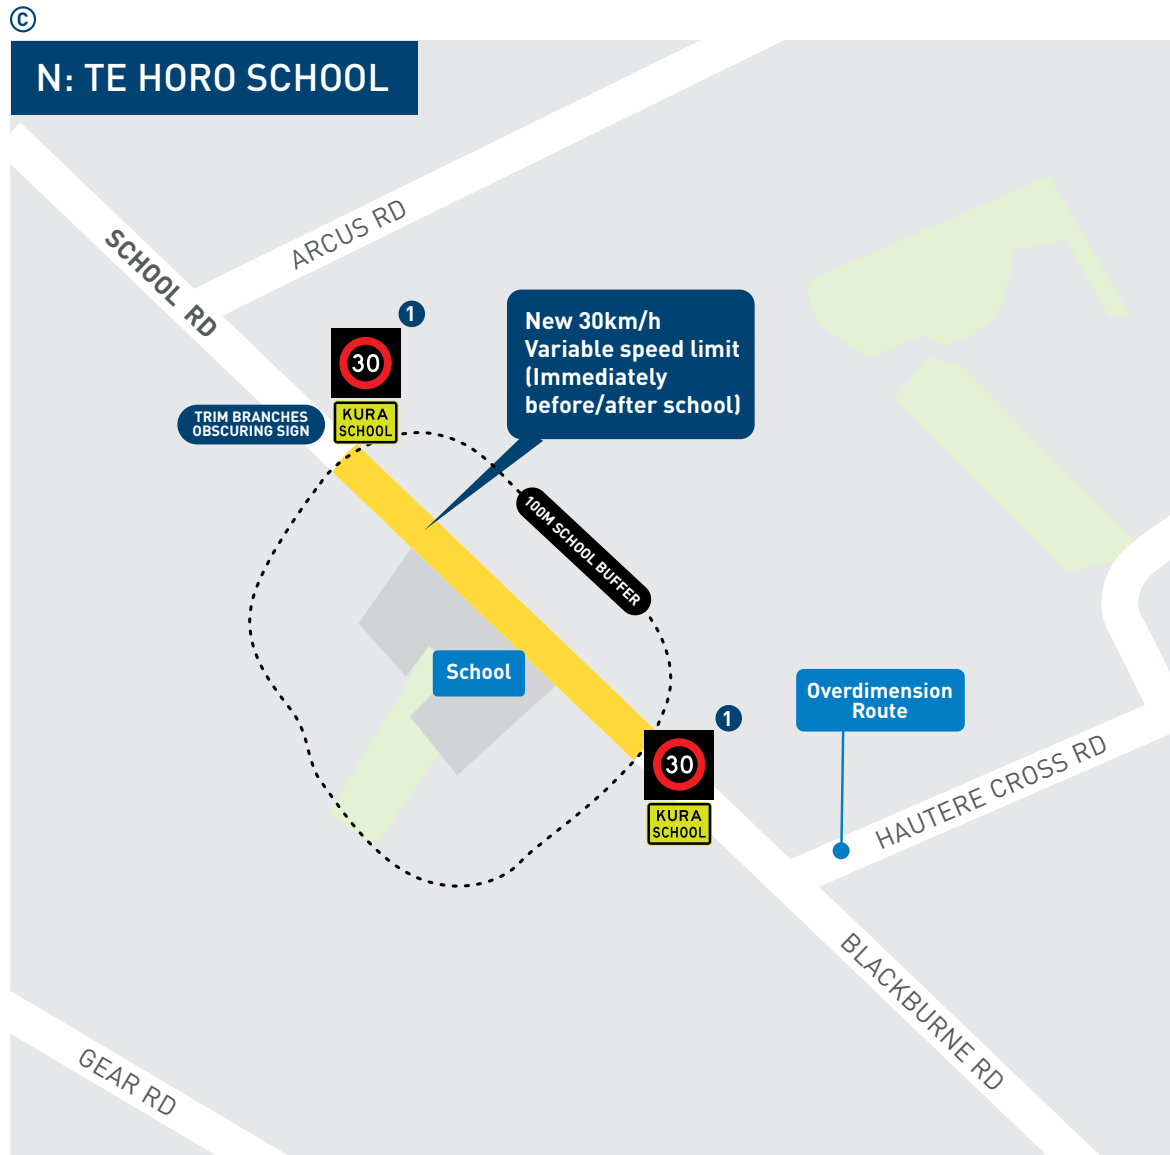 ©
N: TE HORO SCHOOL
ARCUS RD
SCHOOL RD
1
30
KURA
SCHOOL
TRIM BRANCHES
OBSCURING SIGN
New 30km/h
Variable speed limit
(Immediately
before/after school)
100M SCHOOL BUFFER
School
1
30
KURA
SCHOOL
Overdimension
Route
HAUTERE CROSS RD
BLACKBURNE RD
GEAR RD